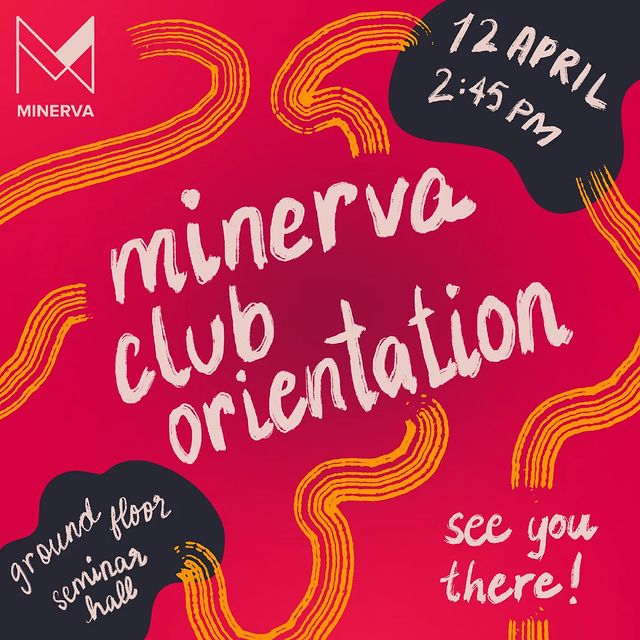 MINERVA
12 APRIL
2:45 PM
minerva
club
orientation
ground floor
seminar
hall
see you
there!